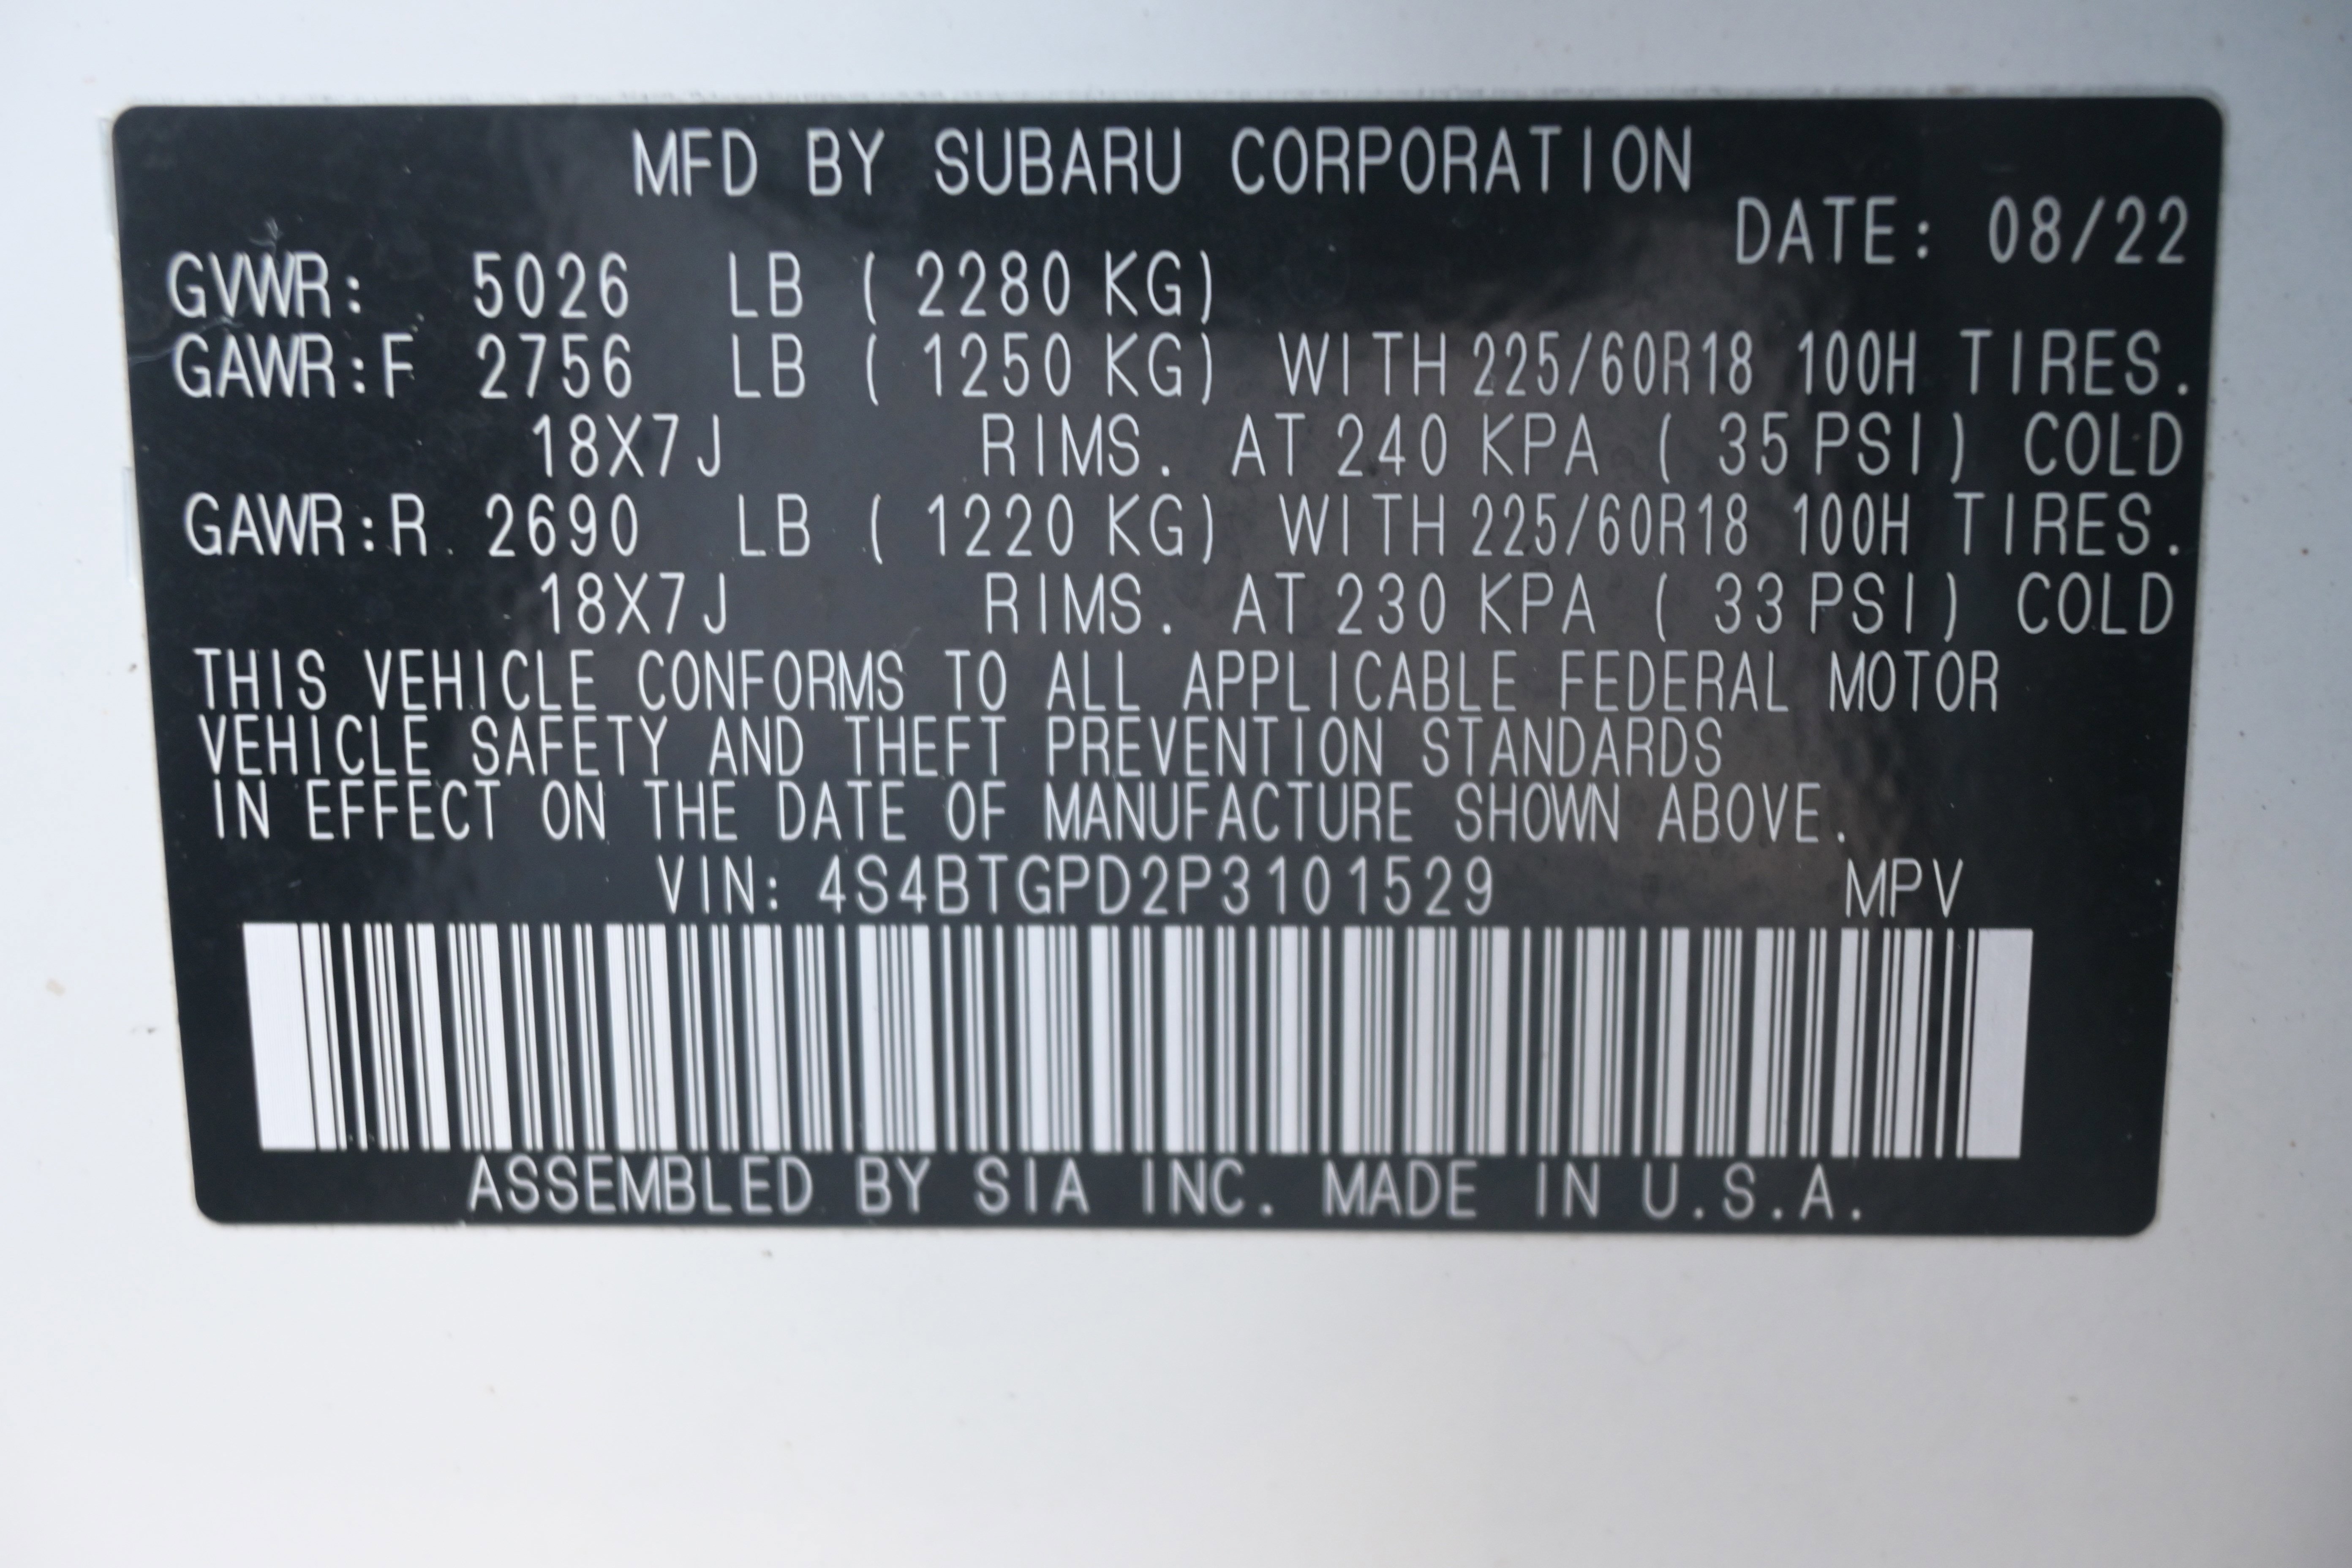 MFD BY SUBARU CORPORATION
DATE: 08/22
GVWR: 5026 LB ( 2280 KG)
GAWR:F 2756 LB ( 1250 KG) WITH 225/60R18 100H TIRES.
18X7J RIMS. AT 240 KPA ( 35 PSI) COLD
GAWR:R 2690 LB ( 1220 KG) WITH 225/60R18 100H TIRES.
18X7J RIMS. AT 230 KPA ( 33 PSI) COLD
THIS VEHICLE CONFORMS TO ALL APPLICABLE FEDERAL MOTOR
VEHICLE SAFETY AND THEFT PREVENTION STANDARDS
IN EFFECT ON THE DATE OF MANUFACTURE SHOWN ABOVE.
VIN: 4S4BTGPD2P3101529 MPV
ASSEMBLED BY SIA INC. MADE IN U.S.A.